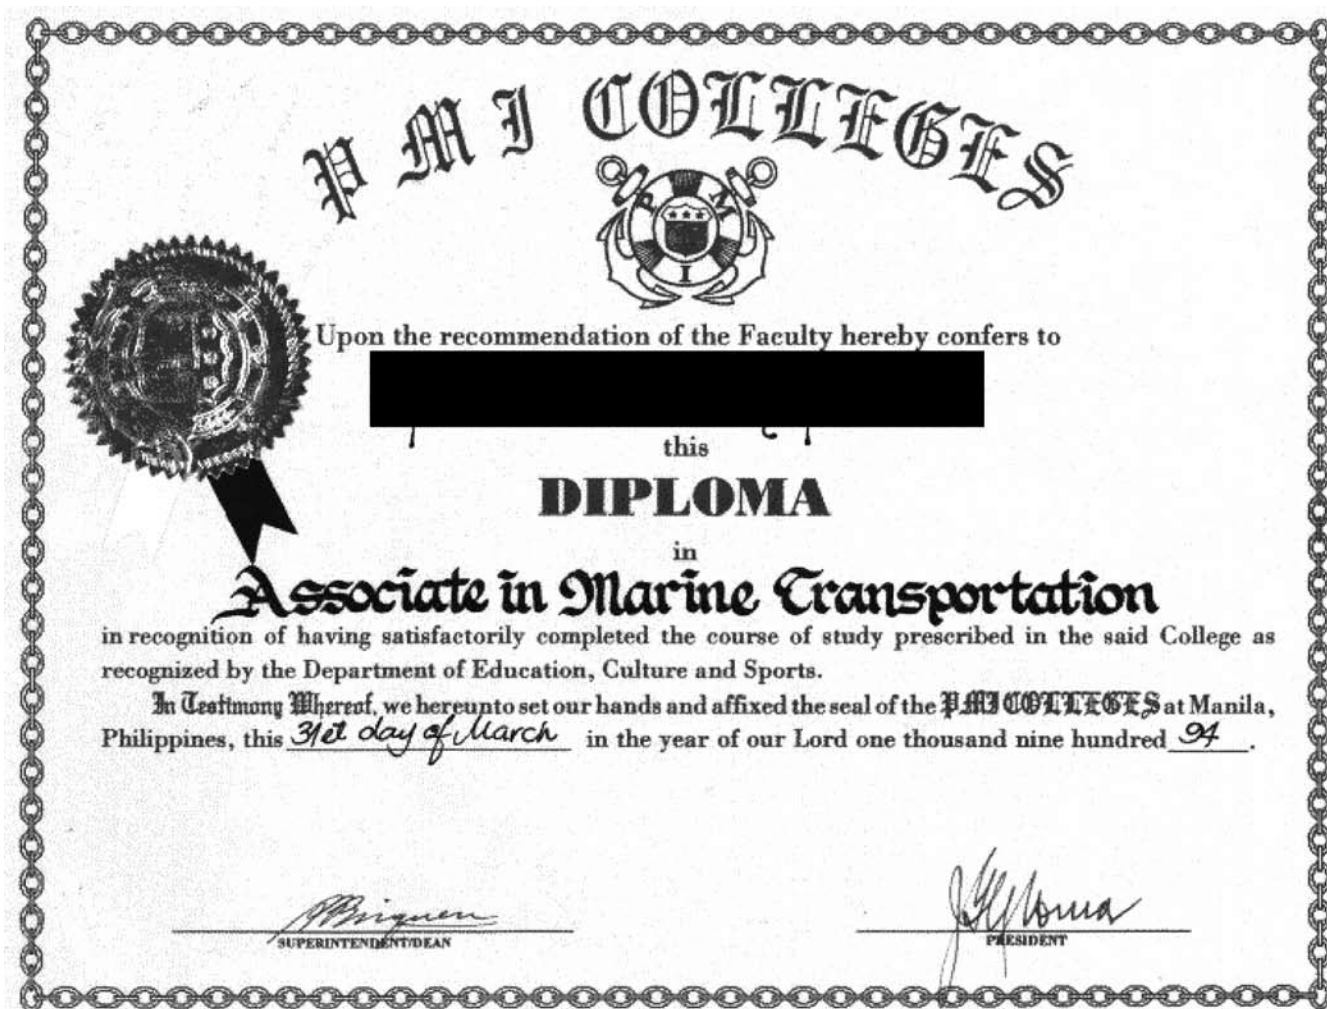 PMI COLLEGES
P M I
Upon the recommendation of the Faculty hereby confers to
this
DIPLOMA
in
Associate in Marine Transportation
in recognition of having satisfactorily completed the course of study prescribed in the said College as
recognized by the Department of Education, Culture and Sports.
In Testimony Whereof, we hereunto set our hands and affixed the seal of the PMI COLLEGES at Manila,
Philippines, this 31st day of March in the year of our Lord one thousand nine hundred 94.
SUPERINTENDENT/DEAN
PRESIDENT